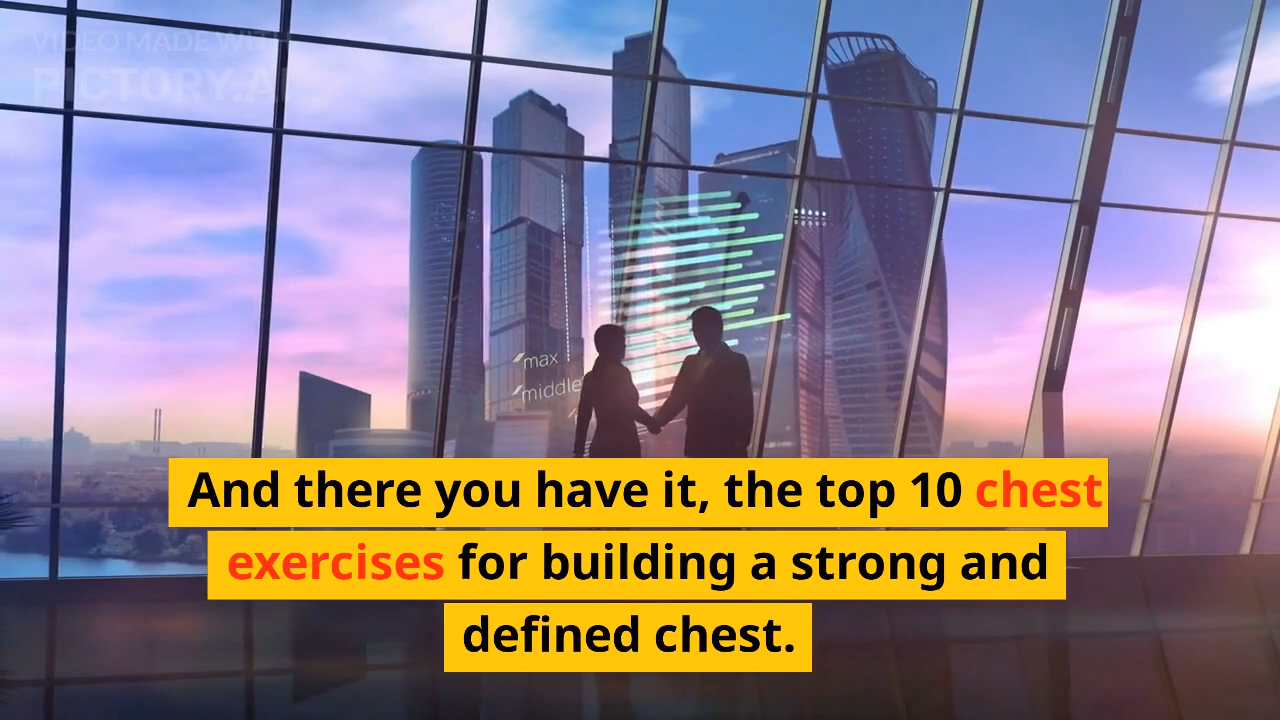 VIDEO MADE WITH
PICTORY.AI
max
middle
And there you have it, the top 10 chest
exercises for building a strong and
defined chest.